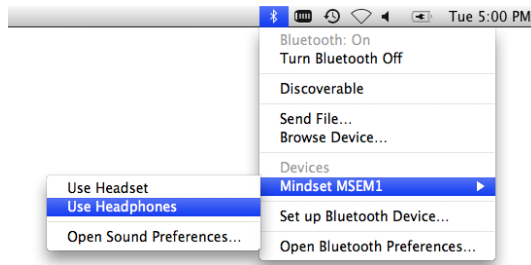 Tue 5:00 PM
Bluetooth: On
Turn Bluetooth Off
Discoverable
Send File...
Browse Device...
Devices
Mindset MSEM1
Set up Bluetooth Device...
Open Bluetooth Preferences...
Use Headset
Use Headphones
Open Sound Preferences...